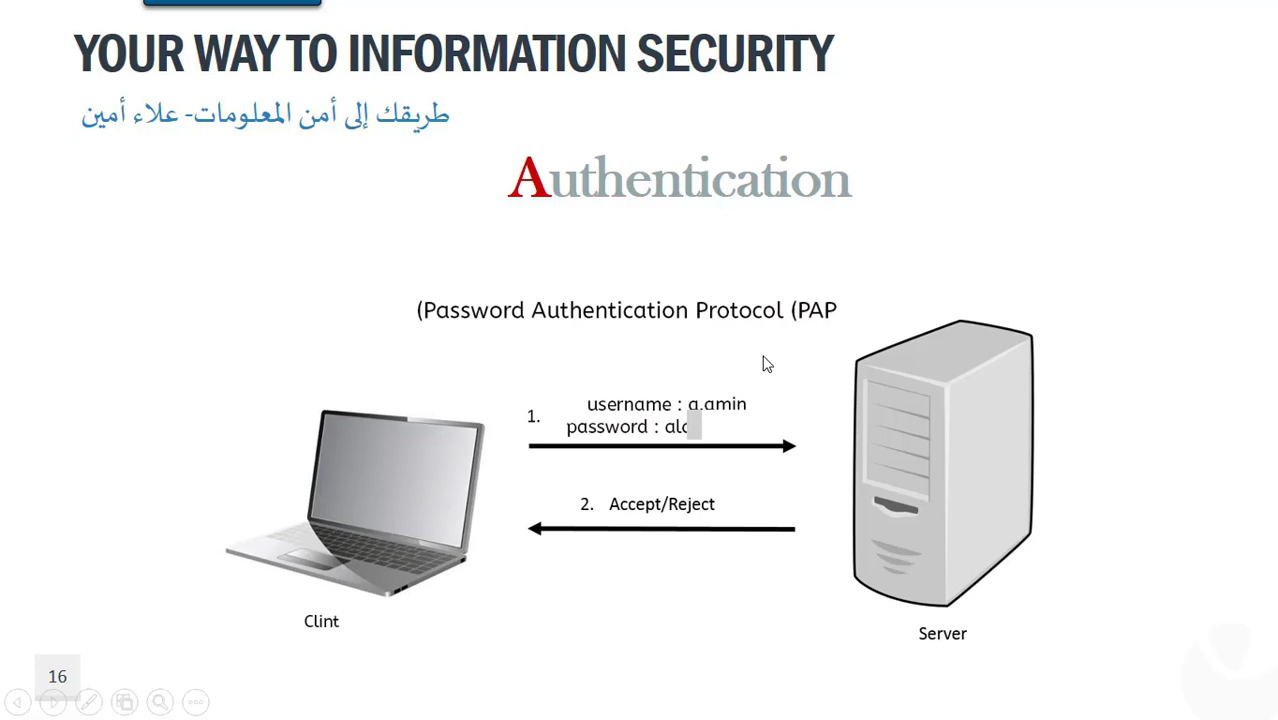 YOUR WAY TO INFORMATION SECURITY
طريقك إلى أمن المعلومات- علاء أمين
Authentication
(Password Authentication Protocol (PAP
1.
username : a.amin
password :
2. Accept/Reject
Clint
Server
16